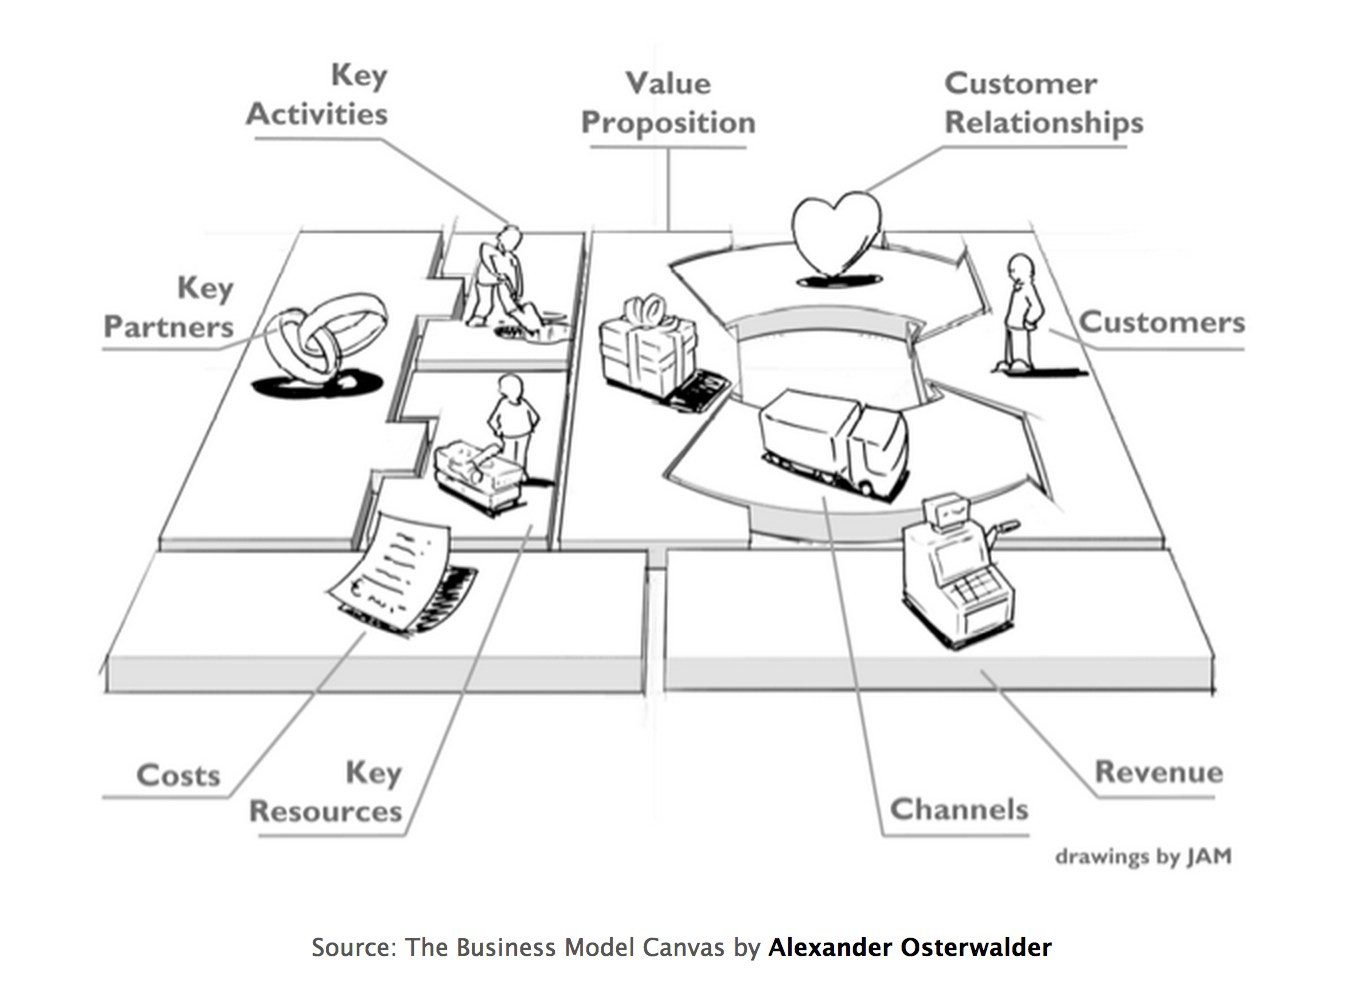 Key
Activities
Value
Proposition
Customer
Relationships
Key
Partners
Customers
Costs
Key
Resources
Channels
Revenue
drawings by JAM
Source: The Business Model Canvas by Alexander Osterwalder